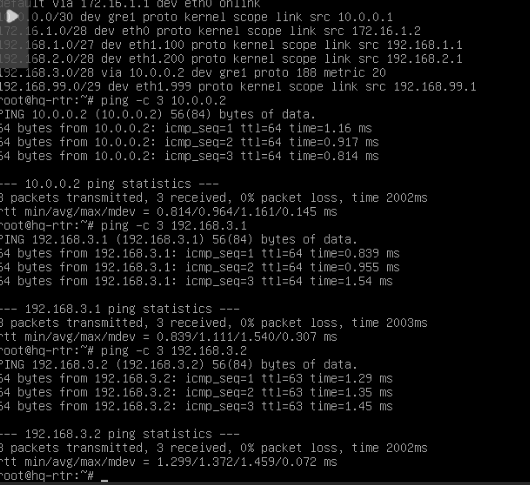 default via 172.16.1.1 dev eth0 onlink
.0.0/30 dev gre1 proto kernel scope link src 10.0.0.1
172.16.1.0/28 dev eth0 proto kernel scope link src 172.16.1.2
192.168.1.0/27 dev eth1.100 proto kernel scope link src 192.168.1.1
192.168.2.0/28 dev eth1.200 proto kernel scope link src 192.168.2.1
192.168.3.0/28 via 10.0.0.2 dev gre1 proto 188 metric 20
192.168.99.0/29 dev eth1.999 proto kernel scope link src 192.168.99.1
root@hq-rtr:~# ping -c 3 10.0.0.2
PING 10.0.0.2 (10.0.0.2) 56(84) bytes of data.
64 bytes from 10.0.0.2: icmp_seq=1 ttl=64 time=1.16 ms
64 bytes from 10.0.0.2: icmp_seq=2 ttl=64 time=0.917 ms
64 bytes from 10.0.0.2: icmp_seq=3 ttl=64 time=0.814 ms
--- 10.0.0.2 ping statistics ---
3 packets transmitted, 3 received, 0% packet loss, time 2002ms
rtt min/avg/max/mdev = 0.814/0.964/1.161/0.145 ms
root@hq-rtr:~# ping -c 3 192.168.3.1
PING 192.168.3.1 (192.168.3.1) 56(84) bytes of data.
64 bytes from 192.168.3.1: icmp_seq=1 ttl=64 time=0.839 ms
64 bytes from 192.168.3.1: icmp_seq=2 ttl=64 time=0.955 ms
64 bytes from 192.168.3.1: icmp_seq=3 ttl=64 time=1.54 ms
--- 192.168.3.1 ping statistics ---
3 packets transmitted, 3 received, 0% packet loss, time 2003ms
rtt min/avg/max/mdev = 0.839/1.111/1.540/0.307 ms
root@hq-rtr:~# ping -c 3 192.168.3.2
PING 192.168.3.2 (192.168.3.2) 56(84) bytes of data.
64 bytes from 192.168.3.2: icmp_seq=1 ttl=63 time=1.29 ms
64 bytes from 192.168.3.2: icmp_seq=2 ttl=63 time=1.35 ms
64 bytes from 192.168.3.2: icmp_seq=3 ttl=63 time=1.45 ms
--- 192.168.3.2 ping statistics ---
3 packets transmitted, 3 received, 0% packet loss, time 2002ms
rtt min/avg/max/mdev = 1.299/1.372/1.459/0.072 ms
root@hq-rtr:~# _